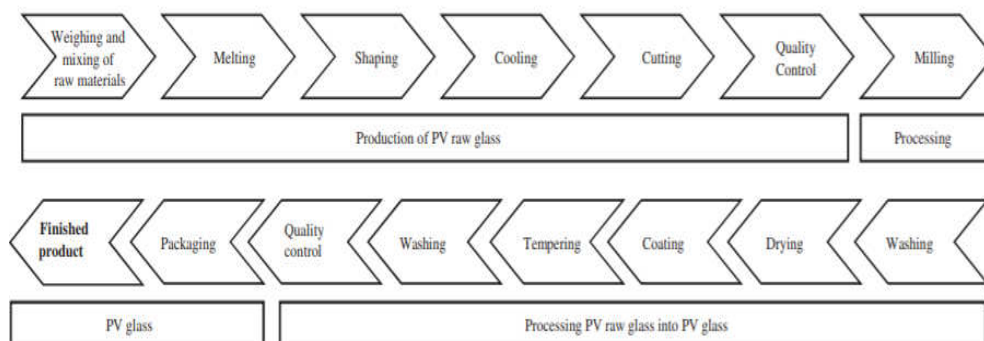 Weighing and
mixing of
raw materials
Melting
Shaping
Cooling
Cutting
Quality
Control
Milling
Production of PV raw glass
Processing
Finished
product
Packaging
Quality
control
Washing
Tempering
Coating
Drying
Washing
PV glass
Processing PV raw glass into PV glass